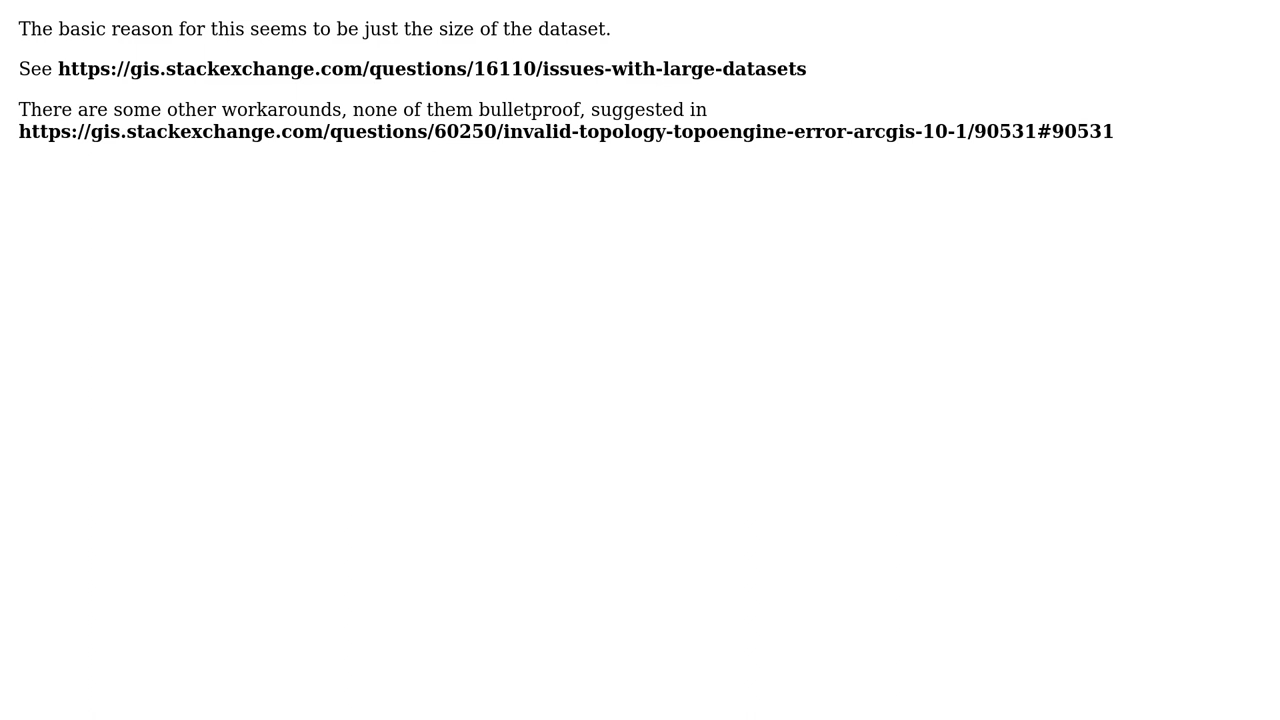 The basic reason for this seems to be just the size of the dataset.
See https://gis.stackexchange.com/questions/16110/issues-with-large-datasets
There are some other workarounds, none of them bulletproof, suggested in
https://gis.stackexchange.com/questions/60250/invalid-topology-topoengine-error-arcgis-10-1/90531#90531